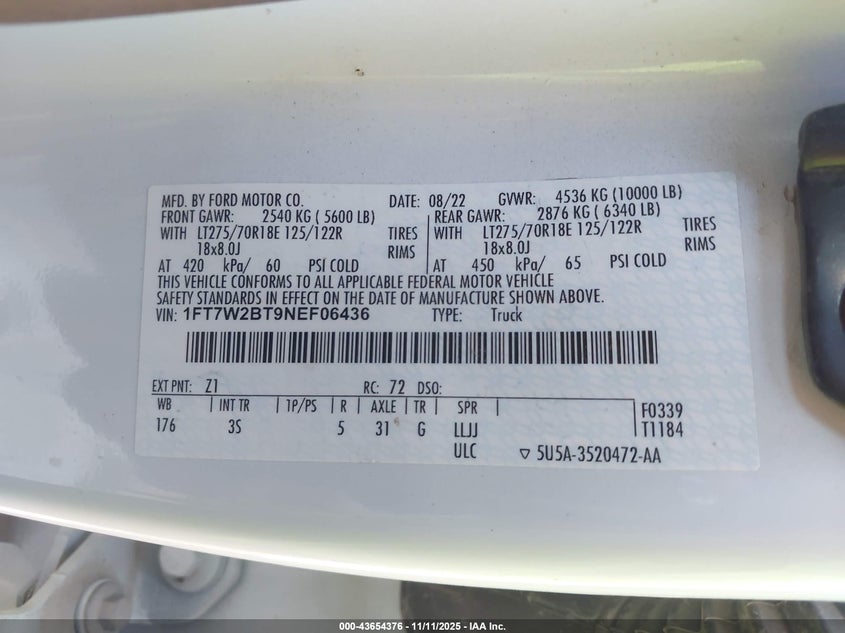 MFD. BY FORD MOTOR CO. DATE: 08/22 GVWR: 4536 KG (10000 LB)
FRONT GAWR: 2540 KG ( 5600 LB) REAR GAWR: 2876 KG ( 6340 LB)
WITH LT275/70R18E 125/122R TIRES WITH LT275/70R18E 125/122R TIRES
18x8.0J RIMS 18x8.0J RIMS
AT 420 kPa/ 60 PSI COLD AT 450 kPa/ 65 PSI COLD
THIS VEHICLE CONFORMS TO ALL APPLICABLE FEDERAL MOTOR VEHICLE
SAFETY STANDARDS IN EFFECT ON THE DATE OF MANUFACTURE SHOWN ABOVE.
VIN: 1FT7W2BT9NEF06436 TYPE: Truck
EXT PNT: Z1 RC: 72 DSO:
WB INT TR TP/PS R AXLE TR SPR F0339
176 3S 5 31 G LLJJ T1184
ULC ▽ 5U5A-3520472-AA
000-43654376 - 11/11/2025 - IAA Inc.